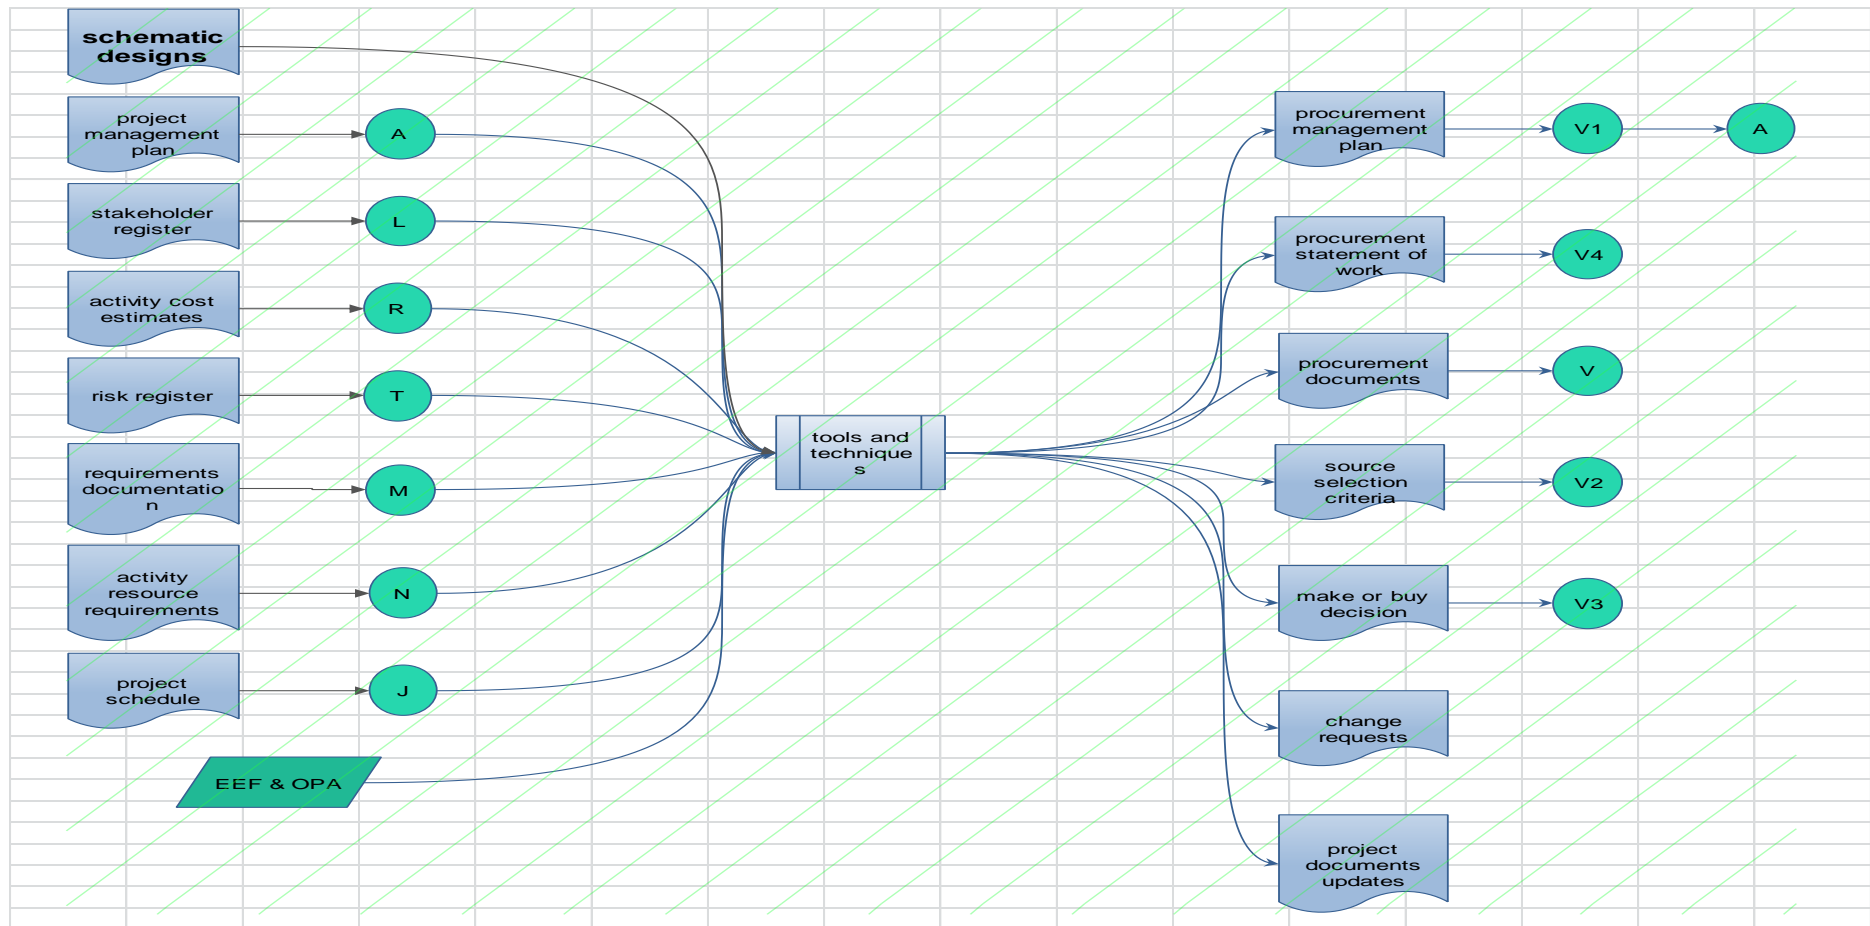 schematic
designs
project
management
plan
A
stakeholder
register
L
activity cost
estimates
R
risk register
T
requirements
documentatio
n
M
activity
resource
requirements
N
project
schedule
J
EEF & OPA
tools and
technique
s
procurement
management
plan
V1
A
procurement
statement of
work
V4
procurement
documents
V
source
selection
criteria
V2
make or buy
decision
V3
change
requests
project
documents
updates